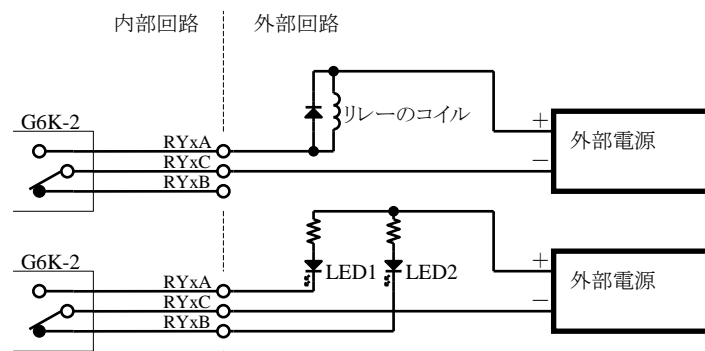 内部回路
外部回路
G6K-2
RYxA
RYxC
RYxB
リレーのコイル
+
−
外部電源
G6K-2
RYxA
RYxC
RYxB
LED1
LED2
+
−
外部電源